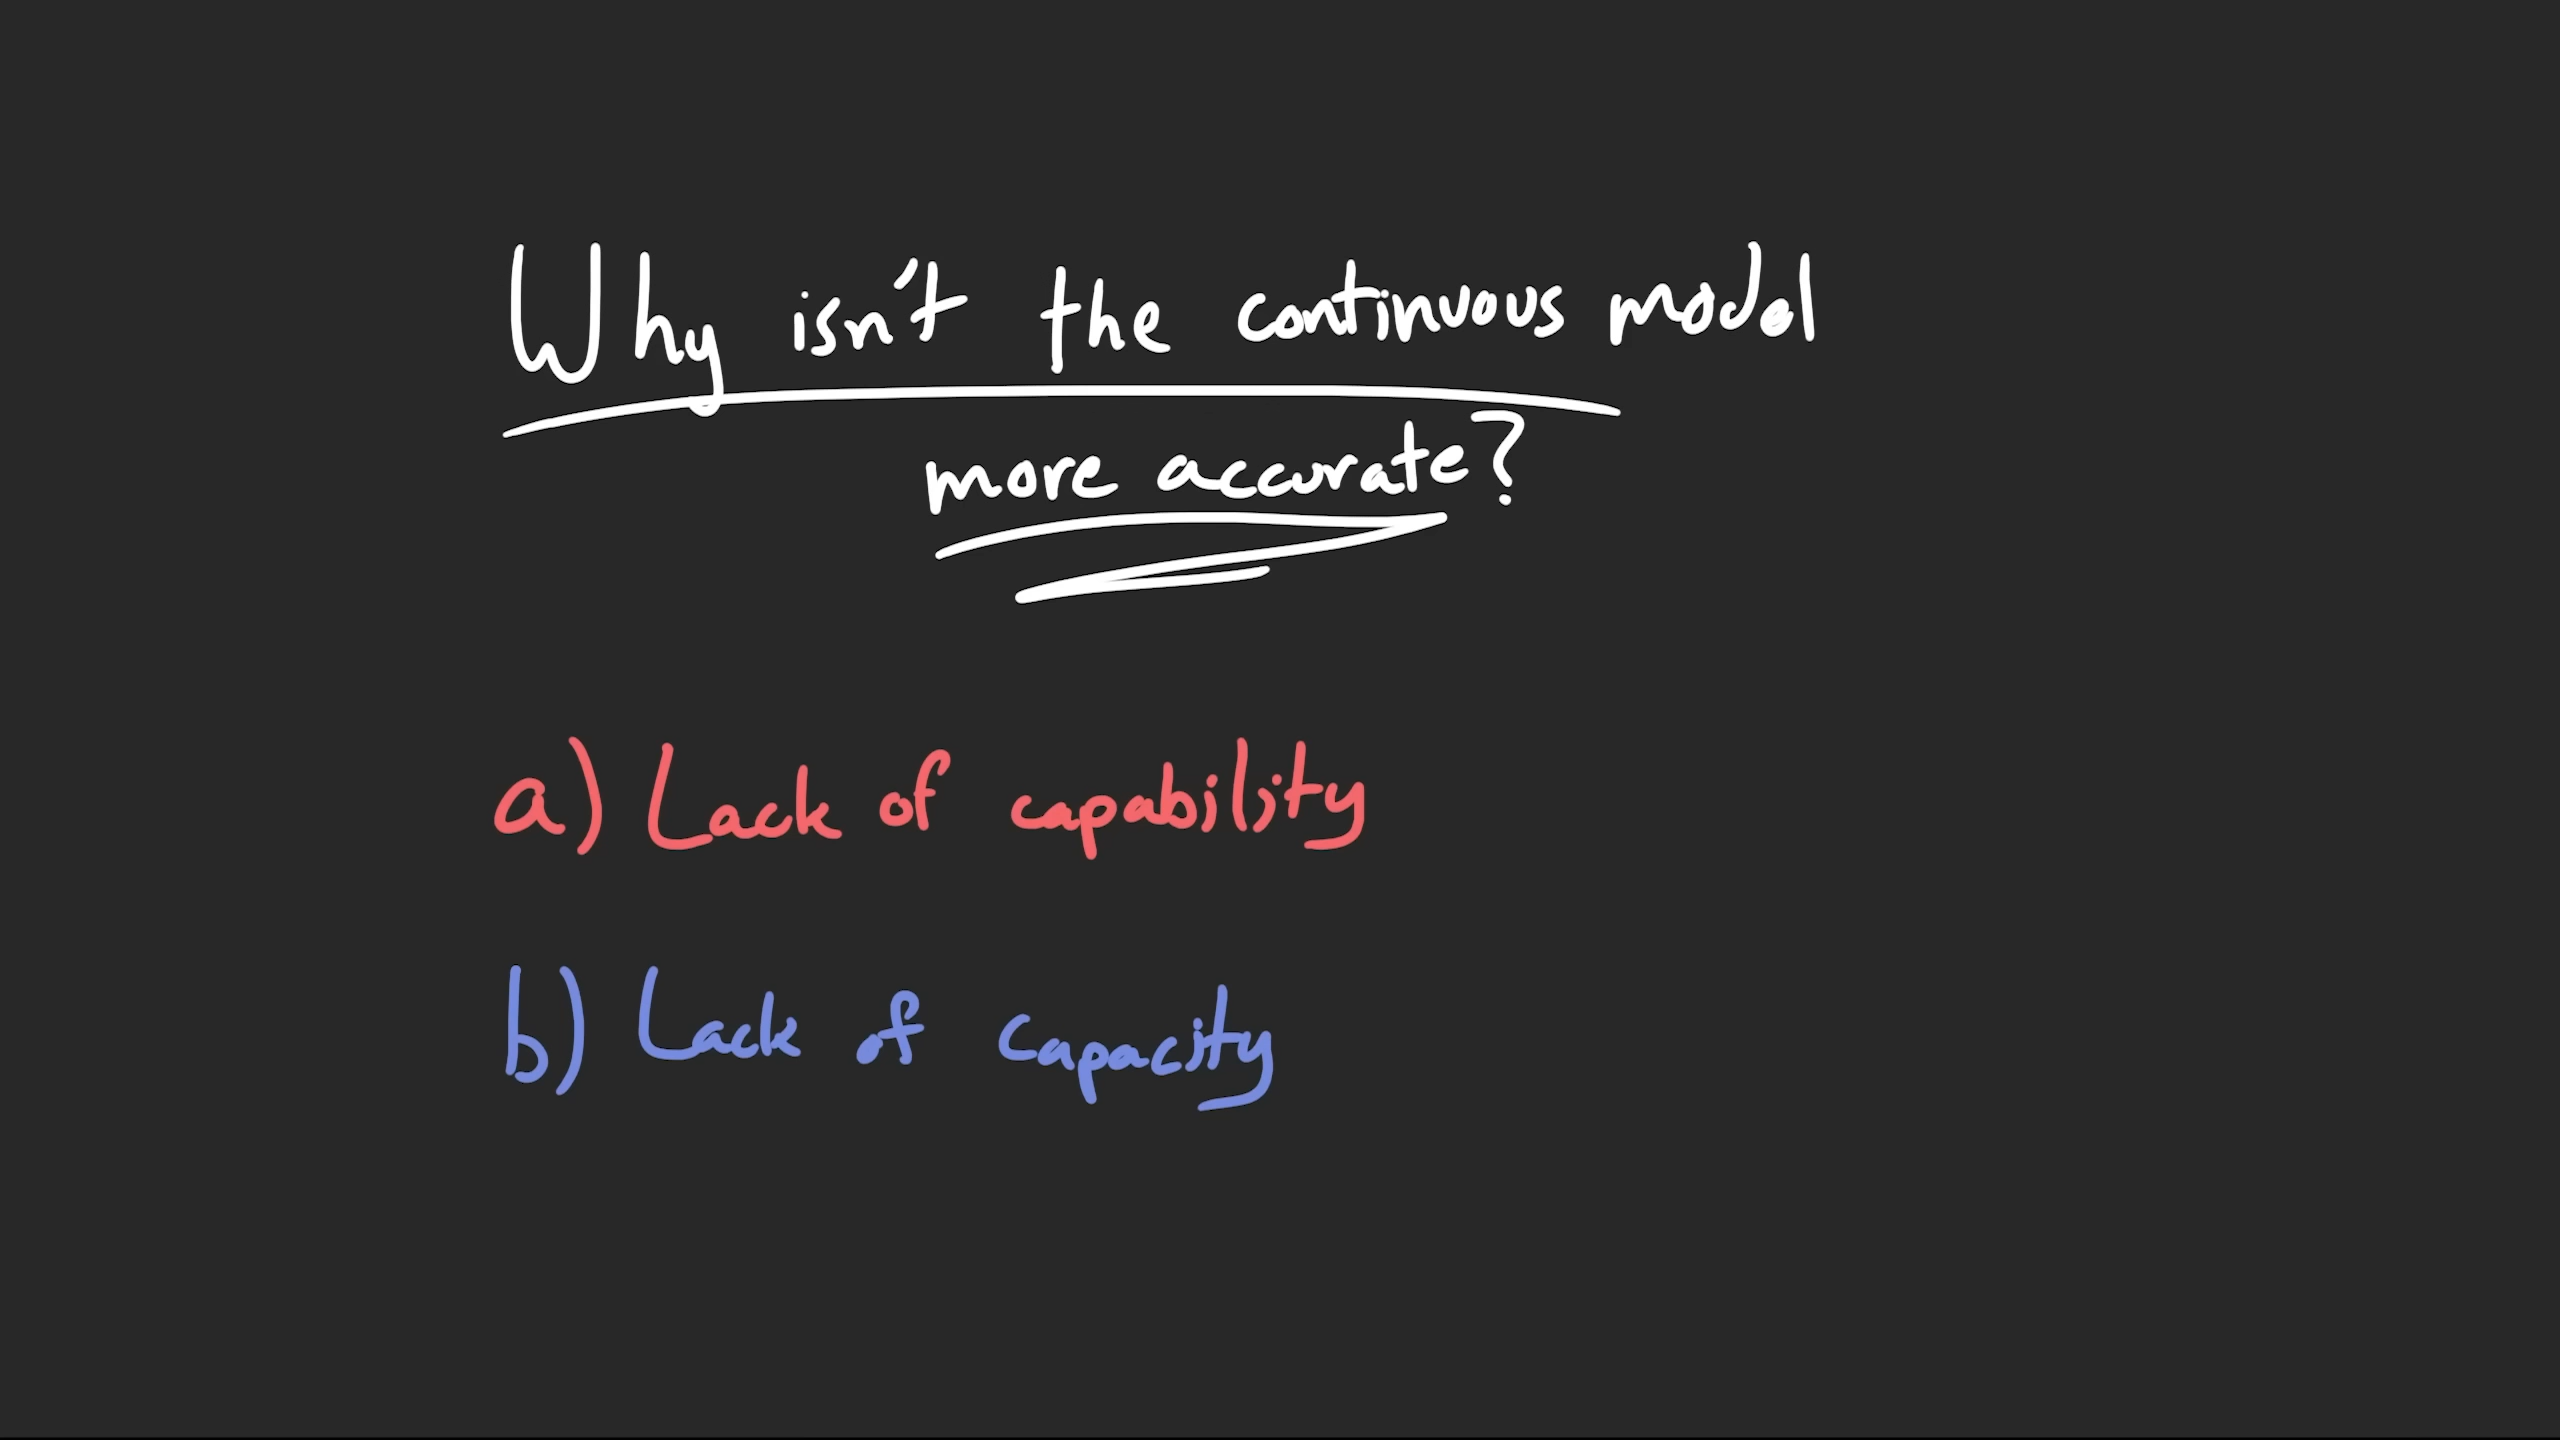 Why isn't the continuous model
more accurate?
a) Lack of capability
b) Lack of capacity